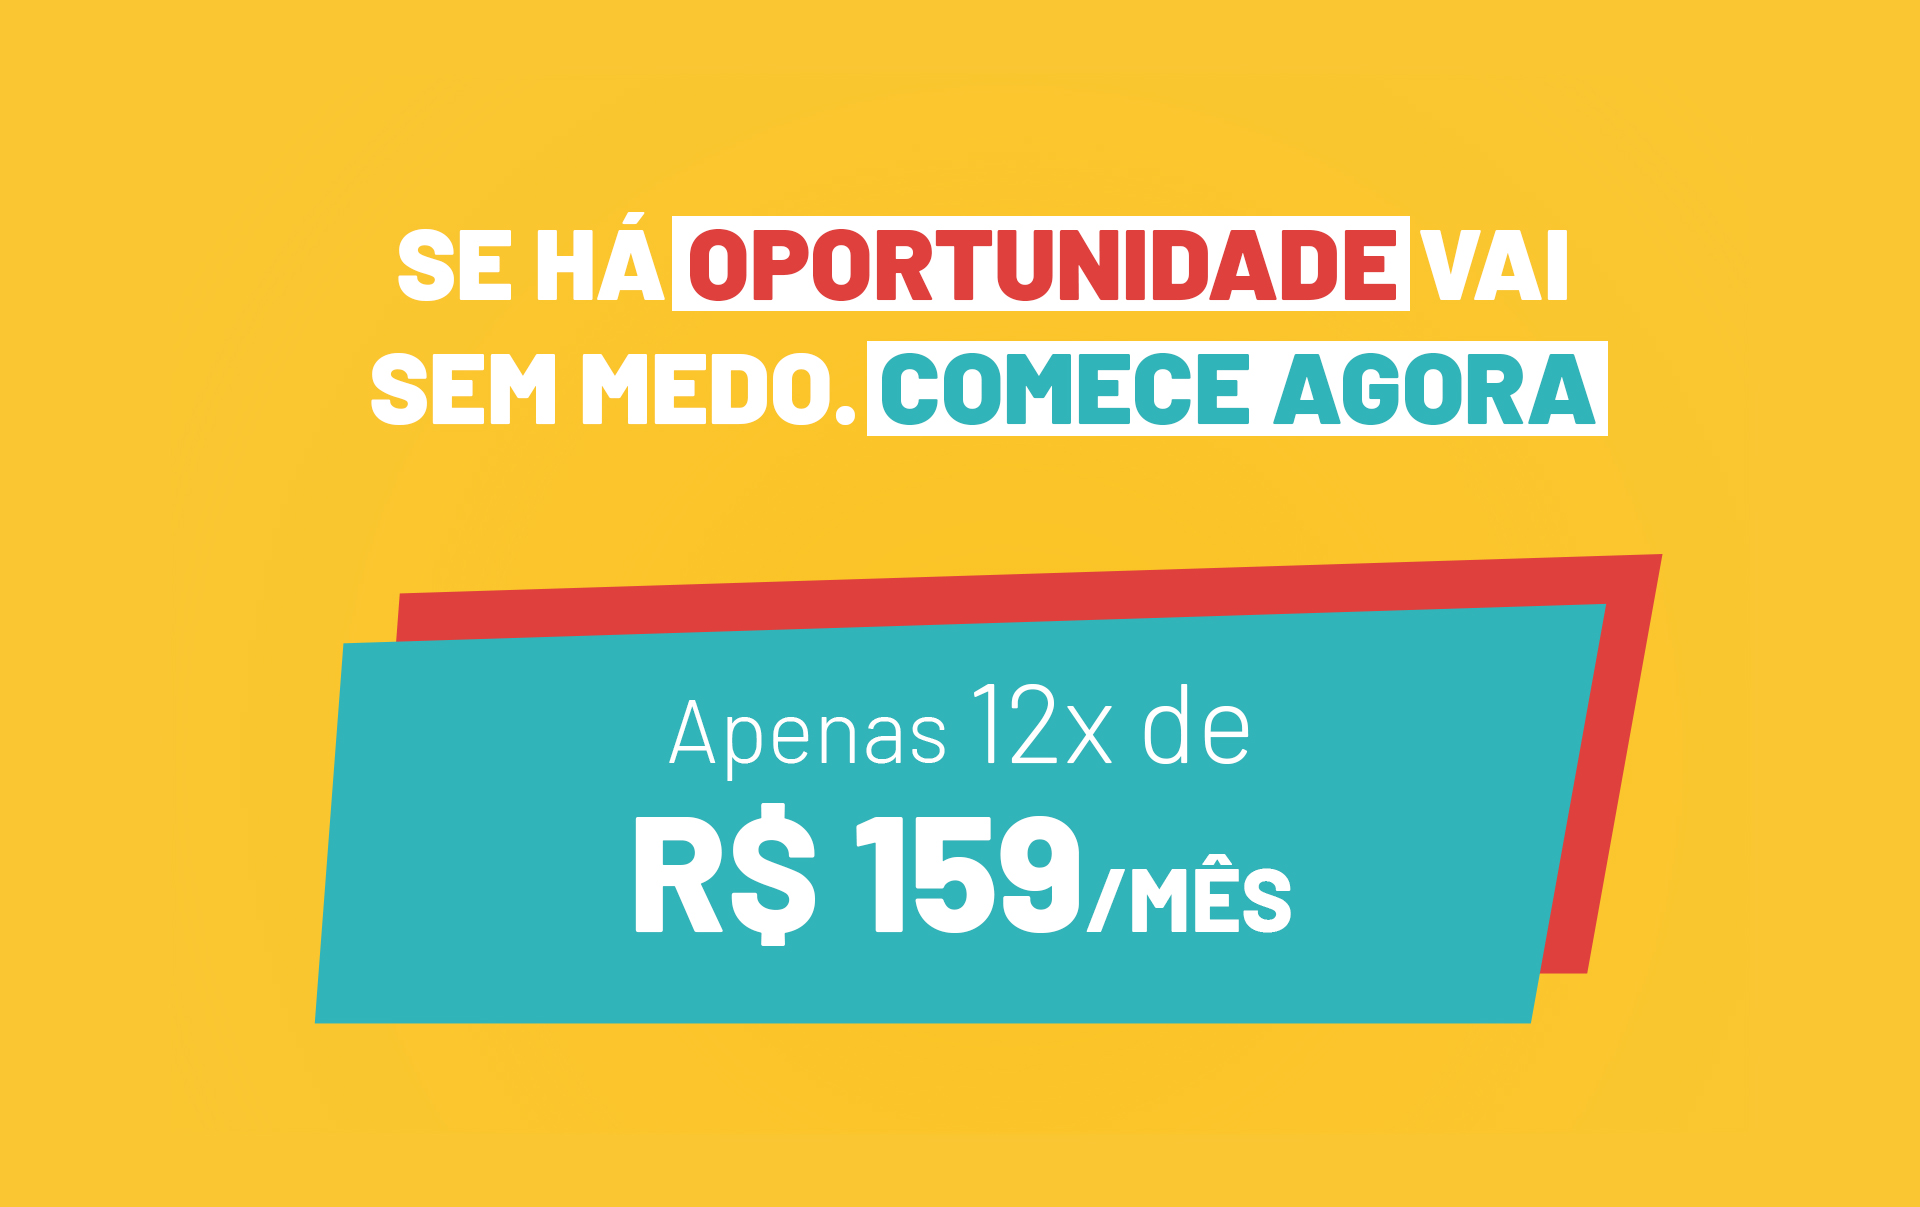 SE HÁ OPORTUNIDADE VAI
SEM MEDO. COMECE AGORA
Apenas 12x de
R$ 159/MÊS